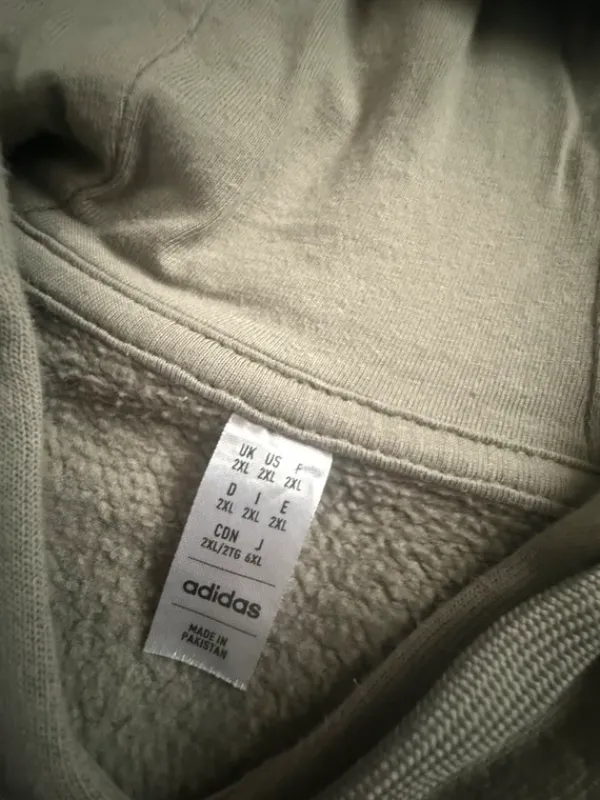 UK US F
2XL 2XL 2XL
D I E
2XL 2XL 2XL
CDN J
2XL/2TG 6XL
adidas
MADE IN
PAKISTAN